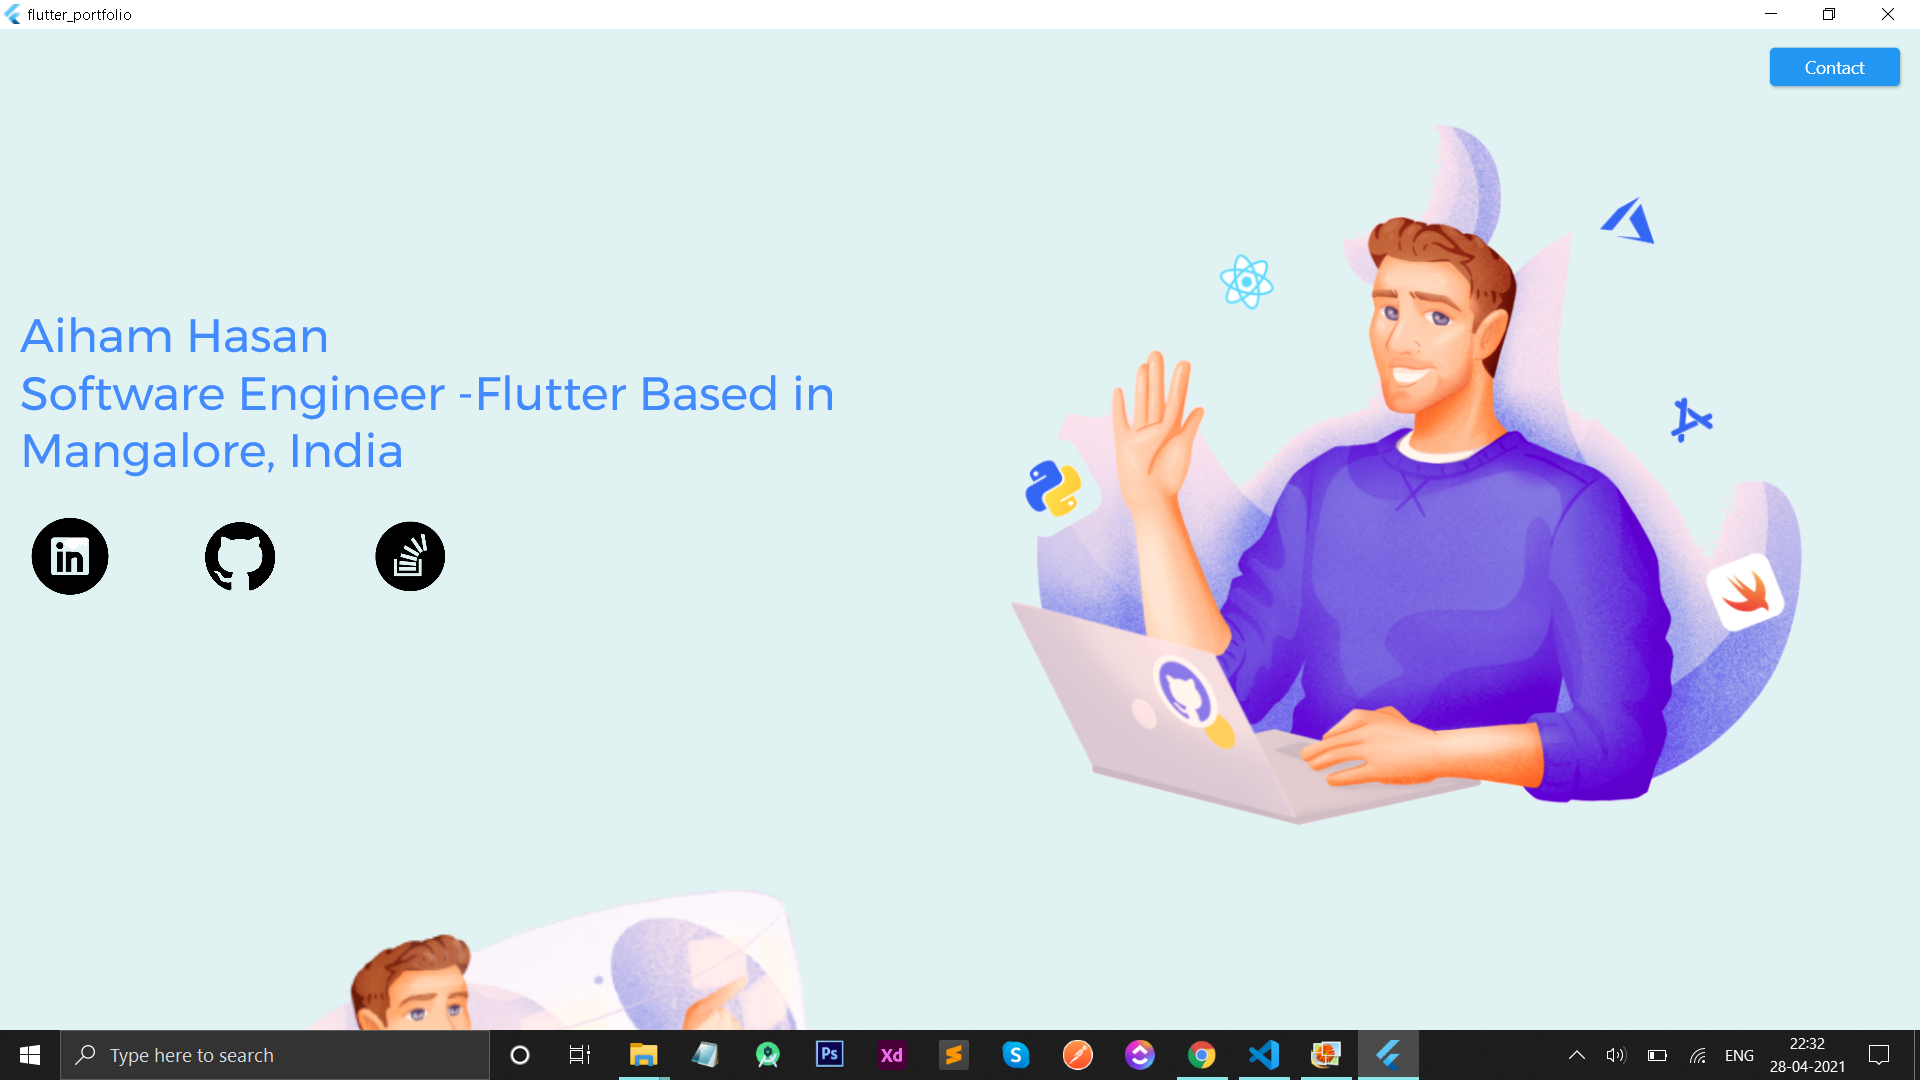 flutter_portfolio
Contact
Aiham Hasan
Software Engineer -Flutter Based in
Mangalore, India
in
Type here to search
Ps
Xd
S
ENG
22:32
28-04-2021